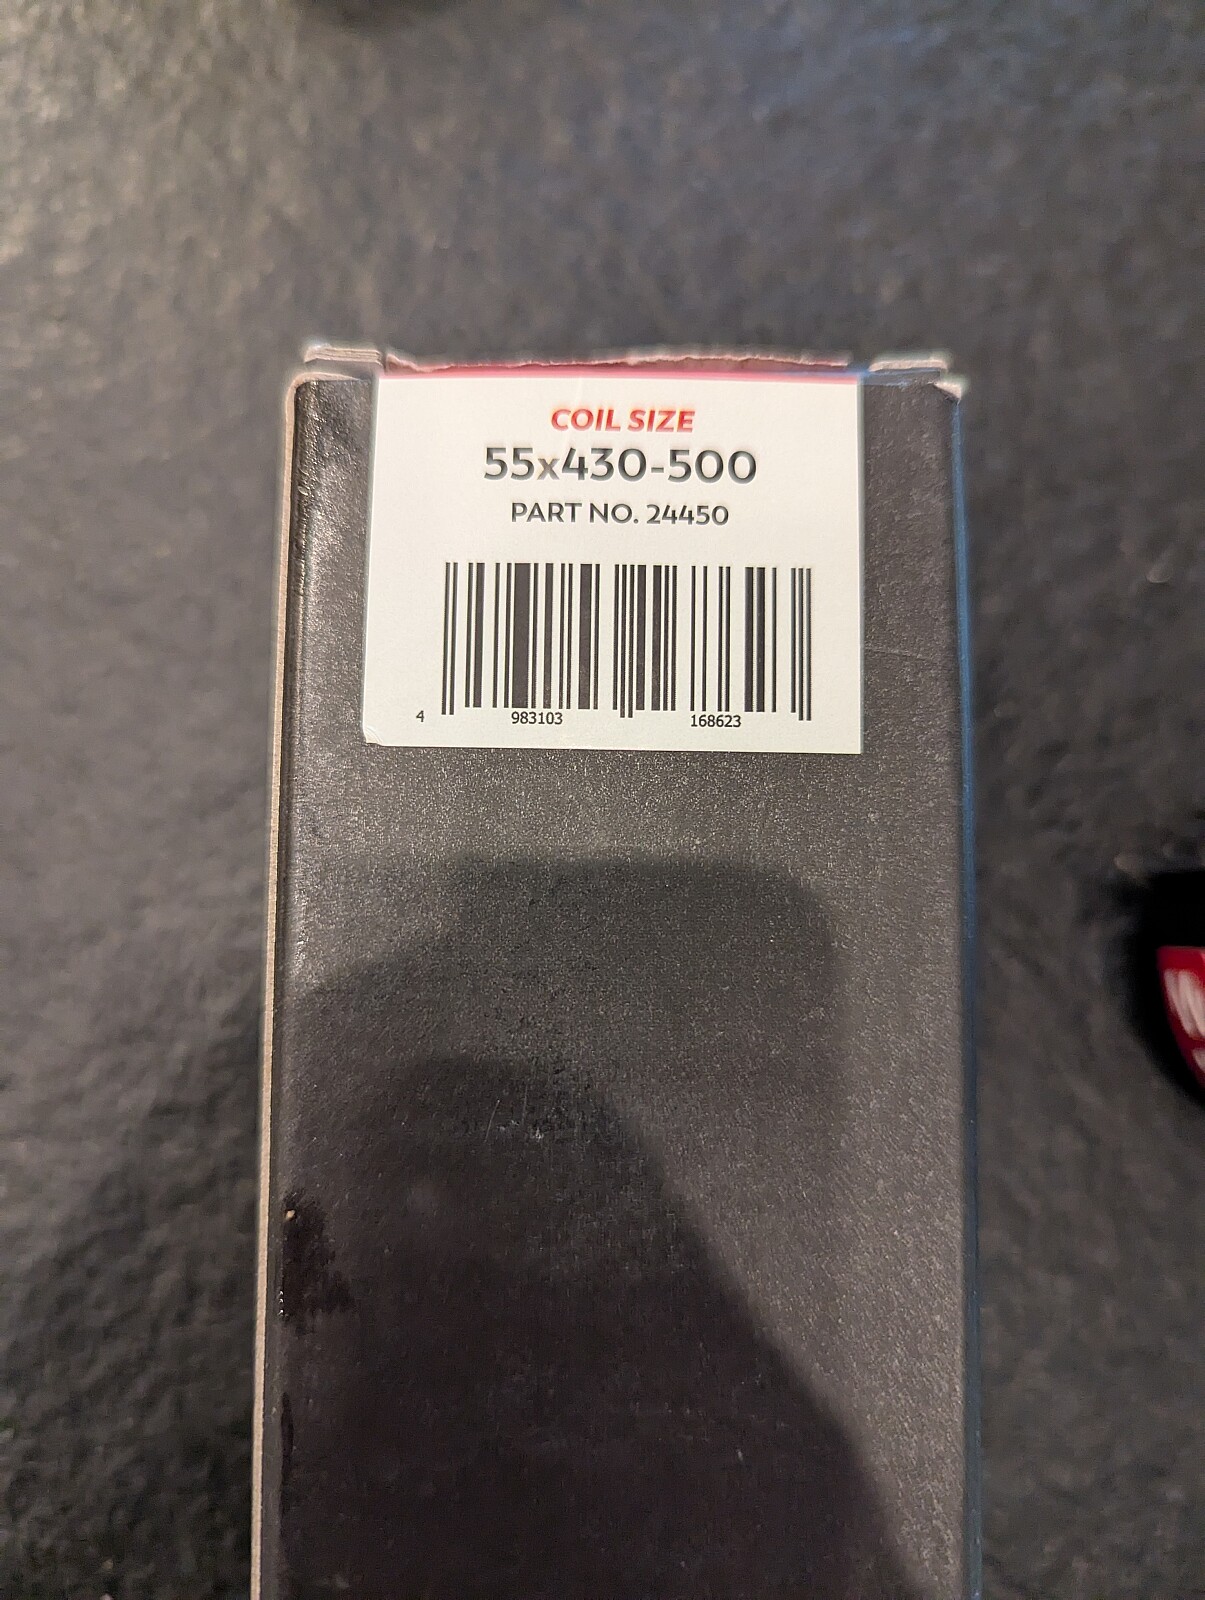 COIL SIZE
55x430-500
PART NO. 24450
4 983103 168623